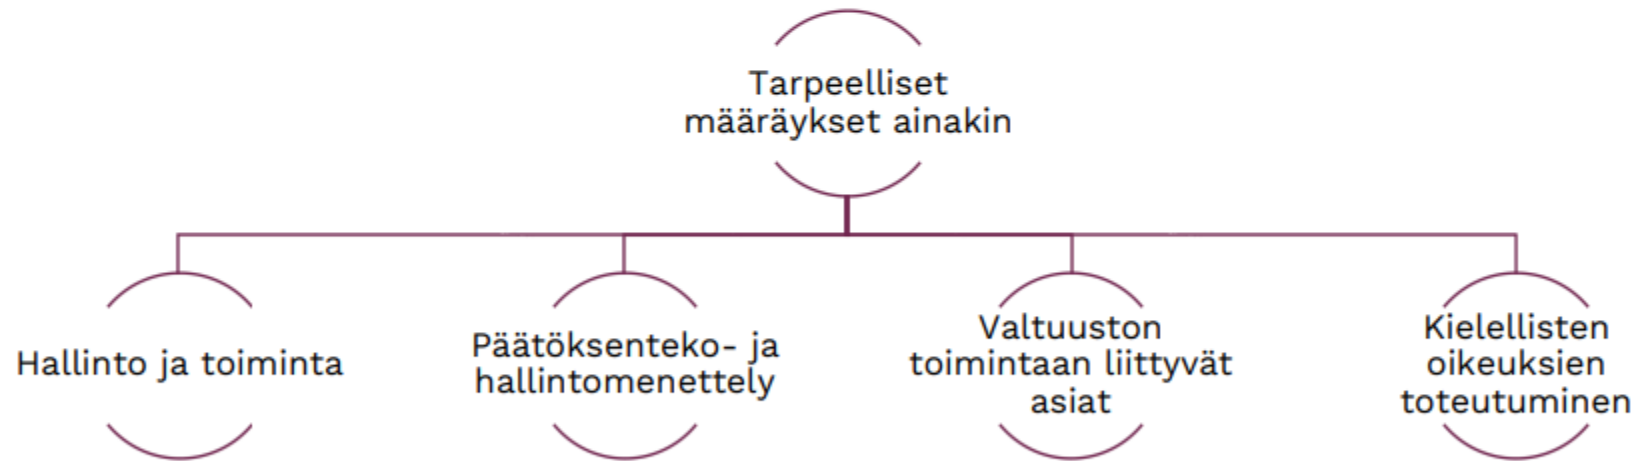 Tarpeelliset
määräykset ainakin
Hallinto ja toiminta
Päätöksenteko- ja
hallintomenettely
Valtuuston
toimintaan liittyvät
asiat
Kielellisten
oikeuksien
toteutuminen